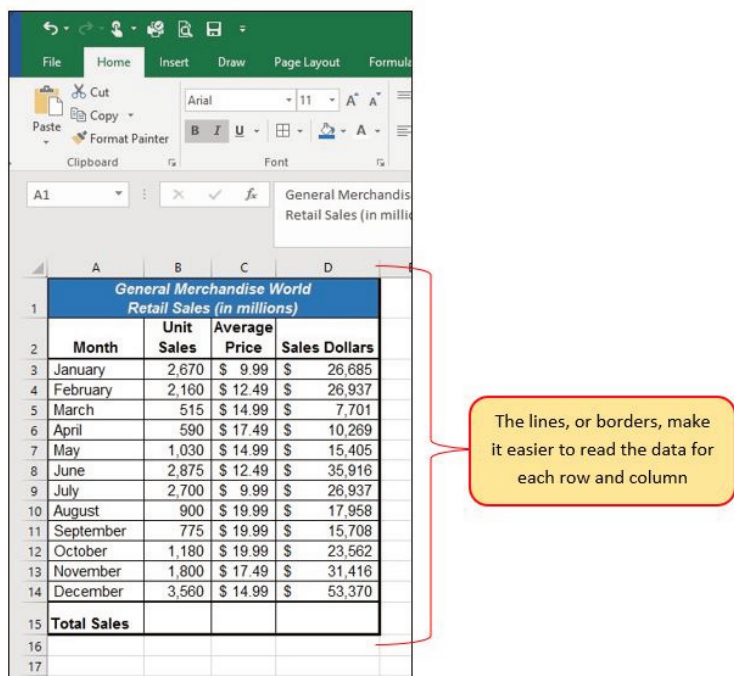 File Home Insert Draw Page Layout Formula
Cut
Copy
Paste
Format Painter
Clipboard
Arial 11 A A
B I U A
Font
A1 fx General Merchandis
Retail Sales (in millio
A B C D
1 General Merchandise World
Retail Sales (in millions)
2 Month Unit Sales Average Price Sales Dollars
3 January 2,670 $ 9.99 $ 26,685
4 February 2,160 $ 12.49 $ 26,937
5 March 515 $ 14.99 $ 7,701
6 April 590 $ 17.49 $ 10,269
7 May 1,030 $ 14.99 $ 15,405
8 June 2,875 $ 12.49 $ 35,916
9 July 2,700 $ 9.99 $ 26,937
10 August 900 $ 19.99 $ 17,958
11 September 775 $ 19.99 $ 15,708
12 October 1,180 $ 19.99 $ 23,562
13 November 1,800 $ 17.49 $ 31,416
14 December 3,560 $ 14.99 $ 53,370
15 Total Sales
16
17
The lines, or borders, make
it easier to read the data for
each row and column